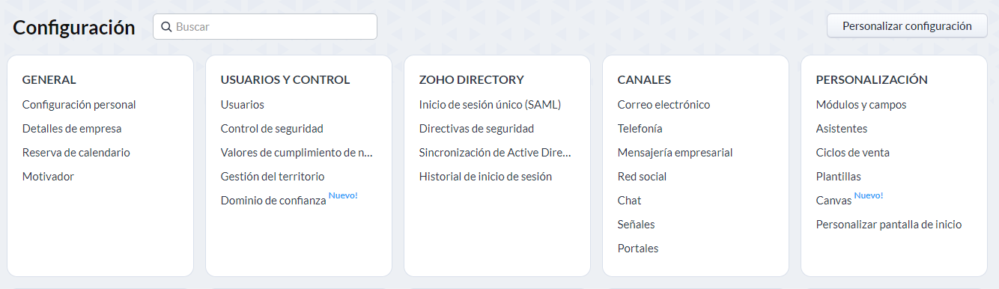 Configuración
Buscar
Personalizar configuración
GENERAL
Configuración personal
Detalles de empresa
Reserva de calendario
Motivador
USUARIOS Y CONTROL
Usuarios
Control de seguridad
Valores de cumplimiento de n...
Gestión del territorio
Dominio de confianza Nuevo!
ZOHO DIRECTORY
Inicio de sesión único (SAML)
Directivas de seguridad
Sincronización de Active Dire...
Historial de inicio de sesión
CANALES
Correo electrónico
Telefonía
Mensajería empresarial
Red social
Chat
Señales
Portales
PERSONALIZACIÓN
Módulos y campos
Asistentes
Ciclos de venta
Plantillas
Canvas Nuevo!
Personalizar pantalla de inicio